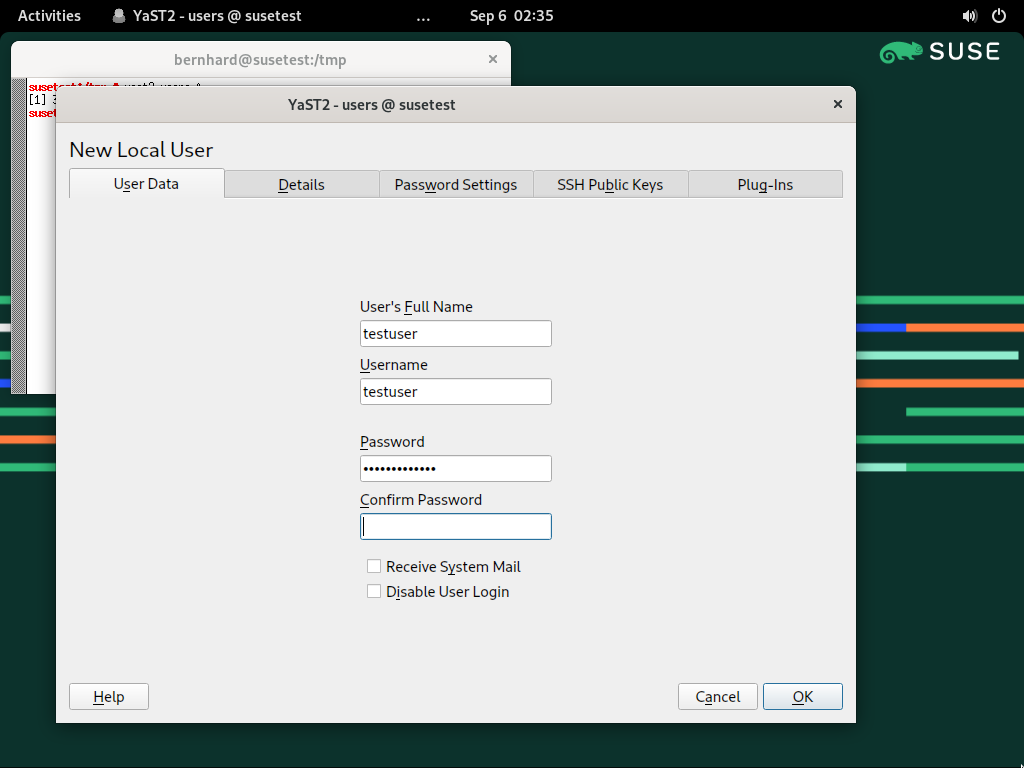 Activities YaST2 - users @ susetest ... Sep 6 02:35
SUSE
bernhard@susetest:/tmp
[1]
YaST2 - users @ susetest
New Local User
User Data Details Password Settings SSH Public Keys Plug-Ins
User's Full Name
testuser
Username
testuser
Password
•••••••••••••
Confirm Password
Receive System Mail
Disable User Login
Help Cancel OK